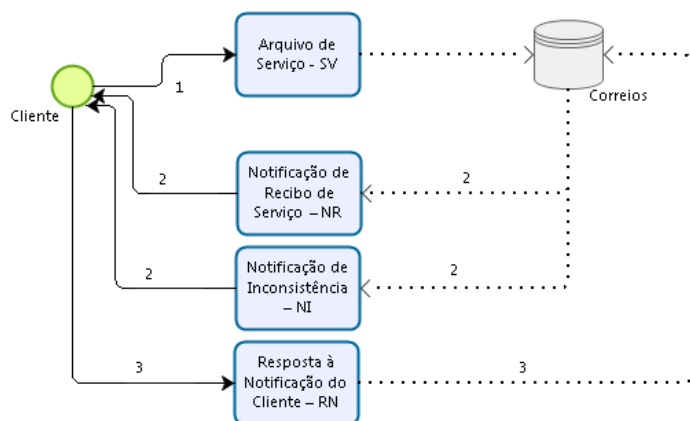 Arquivo de
Serviço - SV
1
Cliente
Correios
Notificação de
Recibo de
Serviço – NR
2
2
Notificação de
Inconsistência
– NI
2
2
Resposta à
Notificação do
Cliente – RN
3
3